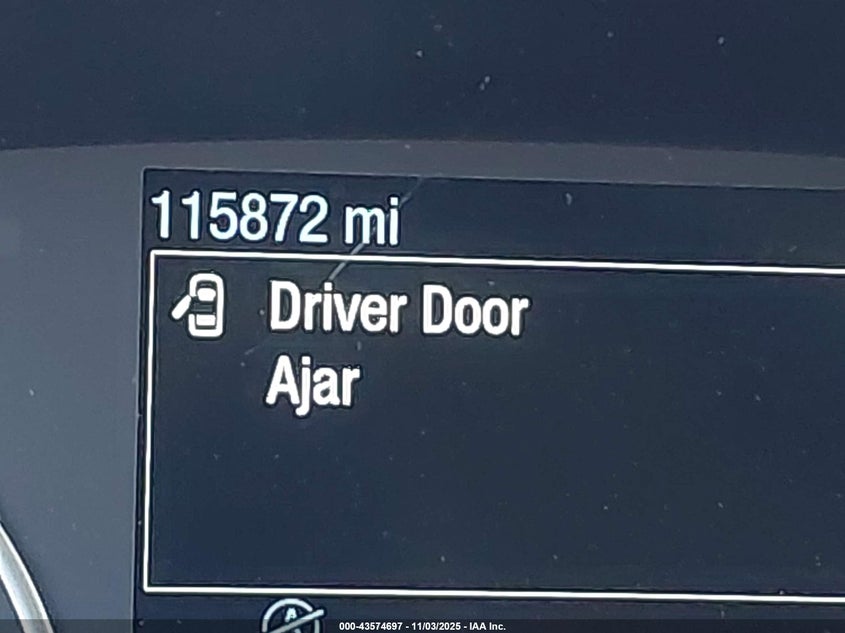 115872 mi
Driver Door
Ajar
A
000-43574697 - 11/03/2025 - IAA Inc.